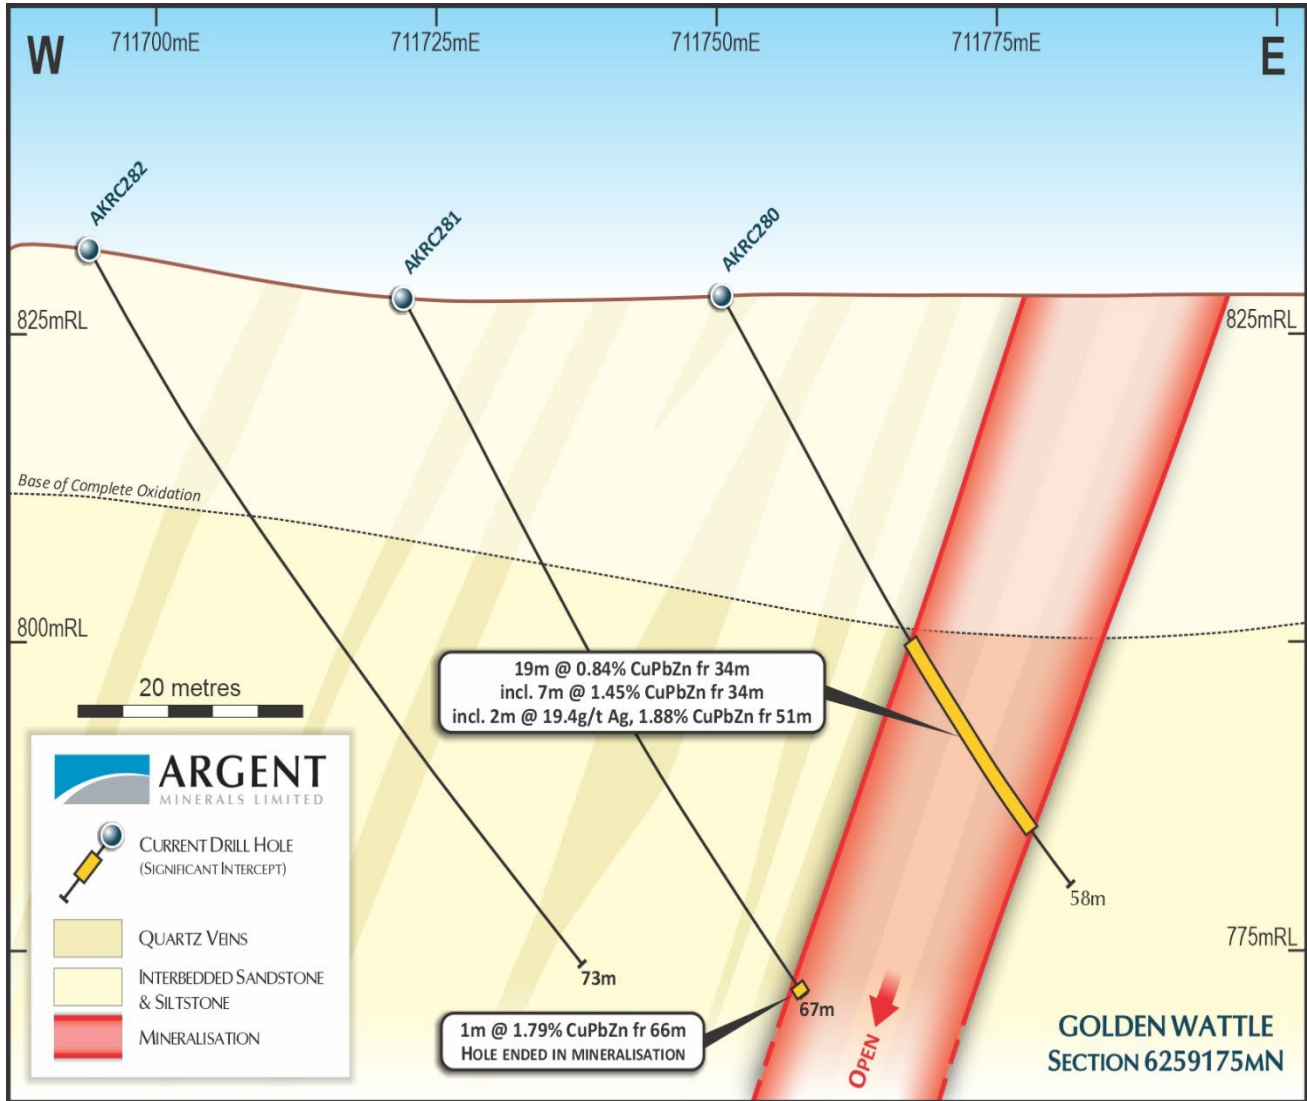 711700mE
711725mE
711750mE
711775mE
W
E
AKRC282
AKRC281
AKRC280
825mRL
825mRL
Base of Complete Oxidation
800mRL
19m @ 0.84% CuPbZn fr 34m
incl. 7m @ 1.45% CuPbZn fr 34m
incl. 2m @ 19.4g/t Ag, 1.88% CuPbZn fr 51m
20 metres
ARGENT
MINERALS LIMITED
CURRENT DRILL HOLE
(SIGNIFICANT INTERCEPT)
QUARTZ VEINS
INTERBEDDED SANDSTONE
& SILTSTONE
MINERALISATION
58m
775mRL
73m
67m
1m @ 1.79% CuPbZn fr 66m
HOLE ENDED IN MINERALISATION
OPEN
GOLDEN WATTLE
SECTION 6259175MN